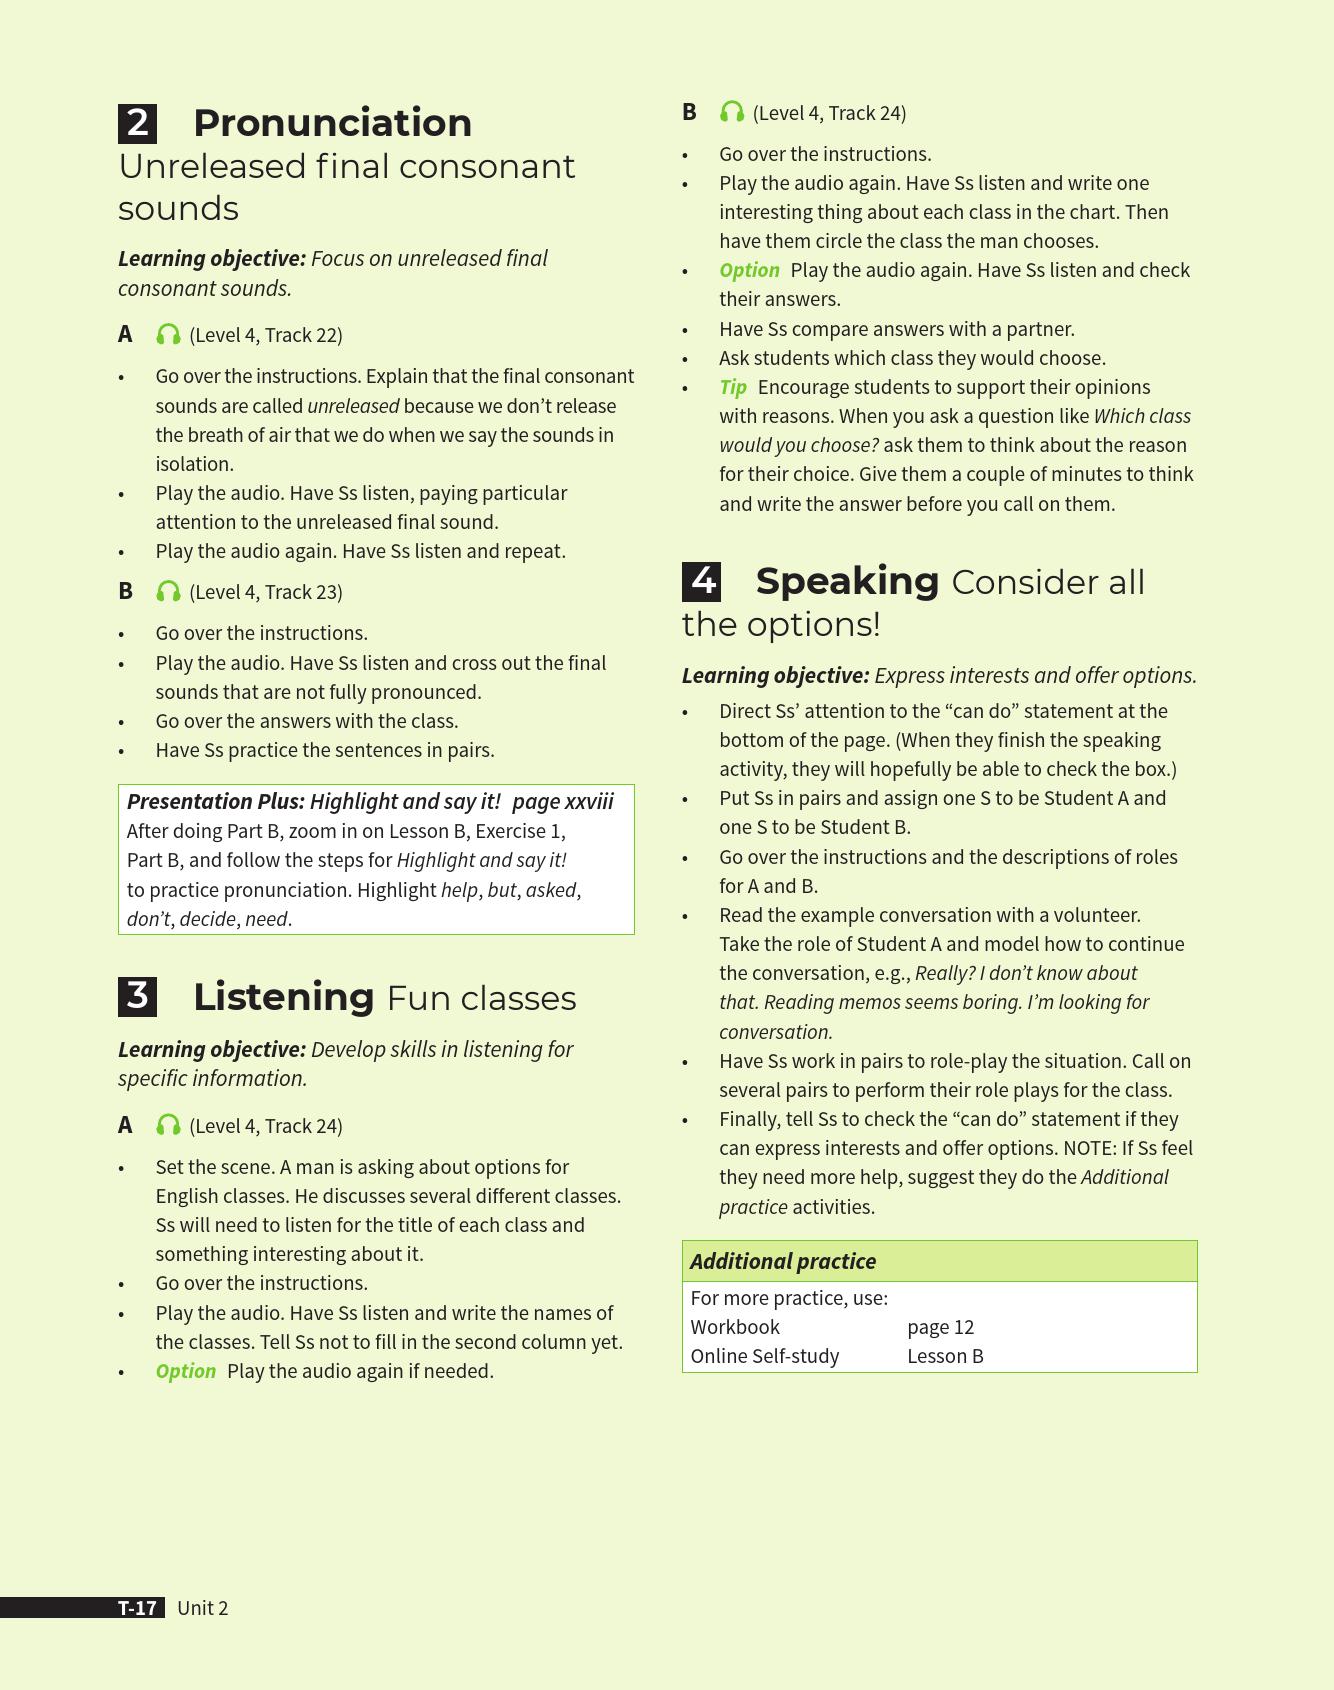 2 Pronunciation
Unreleased final consonant
sounds
Learning objective: Focus on unreleased final
consonant sounds.
A (Level 4, Track 22)
• Go over the instructions. Explain that the final consonant
sounds are called unreleased because we don’t release
the breath of air that we do when we say the sounds in
isolation.
• Play the audio. Have Ss listen, paying particular
attention to the unreleased final sound.
• Play the audio again. Have Ss listen and repeat.
B (Level 4, Track 23)
• Go over the instructions.
• Play the audio. Have Ss listen and cross out the final
sounds that are not fully pronounced.
• Go over the answers with the class.
• Have Ss practice the sentences in pairs.
Presentation Plus: Highlight and say it! page xxviii
After doing Part B, zoom in on Lesson B, Exercise 1,
Part B, and follow the steps for Highlight and say it!
to practice pronunciation. Highlight help, but, asked,
don’t, decide, need.
3 Listening Fun classes
Learning objective: Develop skills in listening for
specific information.
A (Level 4, Track 24)
• Set the scene. A man is asking about options for
English classes. He discusses several different classes.
Ss will need to listen for the title of each class and
something interesting about it.
• Go over the instructions.
• Play the audio. Have Ss listen and write the names of
the classes. Tell Ss not to fill in the second column yet.
• Option Play the audio again if needed.
B (Level 4, Track 24)
• Go over the instructions.
• Play the audio again. Have Ss listen and write one
interesting thing about each class in the chart. Then
have them circle the class the man chooses.
• Option Play the audio again. Have Ss listen and check
their answers.
• Have Ss compare answers with a partner.
• Ask students which class they would choose.
• Tip Encourage students to support their opinions
with reasons. When you ask a question like Which class
would you choose? ask them to think about the reason
for their choice. Give them a couple of minutes to think
and write the answer before you call on them.
4 Speaking Consider all
the options!
Learning objective: Express interests and offer options.
• Direct Ss’ attention to the “can do” statement at the
bottom of the page. (When they finish the speaking
activity, they will hopefully be able to check the box.)
• Put Ss in pairs and assign one S to be Student A and
one S to be Student B.
• Go over the instructions and the descriptions of roles
for A and B.
• Read the example conversation with a volunteer.
Take the role of Student A and model how to continue
the conversation, e.g., Really? I don’t know about
that. Reading memos seems boring. I’m looking for
conversation.
• Have Ss work in pairs to role-play the situation. Call on
several pairs to perform their role plays for the class.
• Finally, tell Ss to check the “can do” statement if they
can express interests and offer options. NOTE: If Ss feel
they need more help, suggest they do the Additional
practice activities.
Additional practice
For more practice, use:
Workbook page 12
Online Self-study Lesson B
T-17 Unit 2